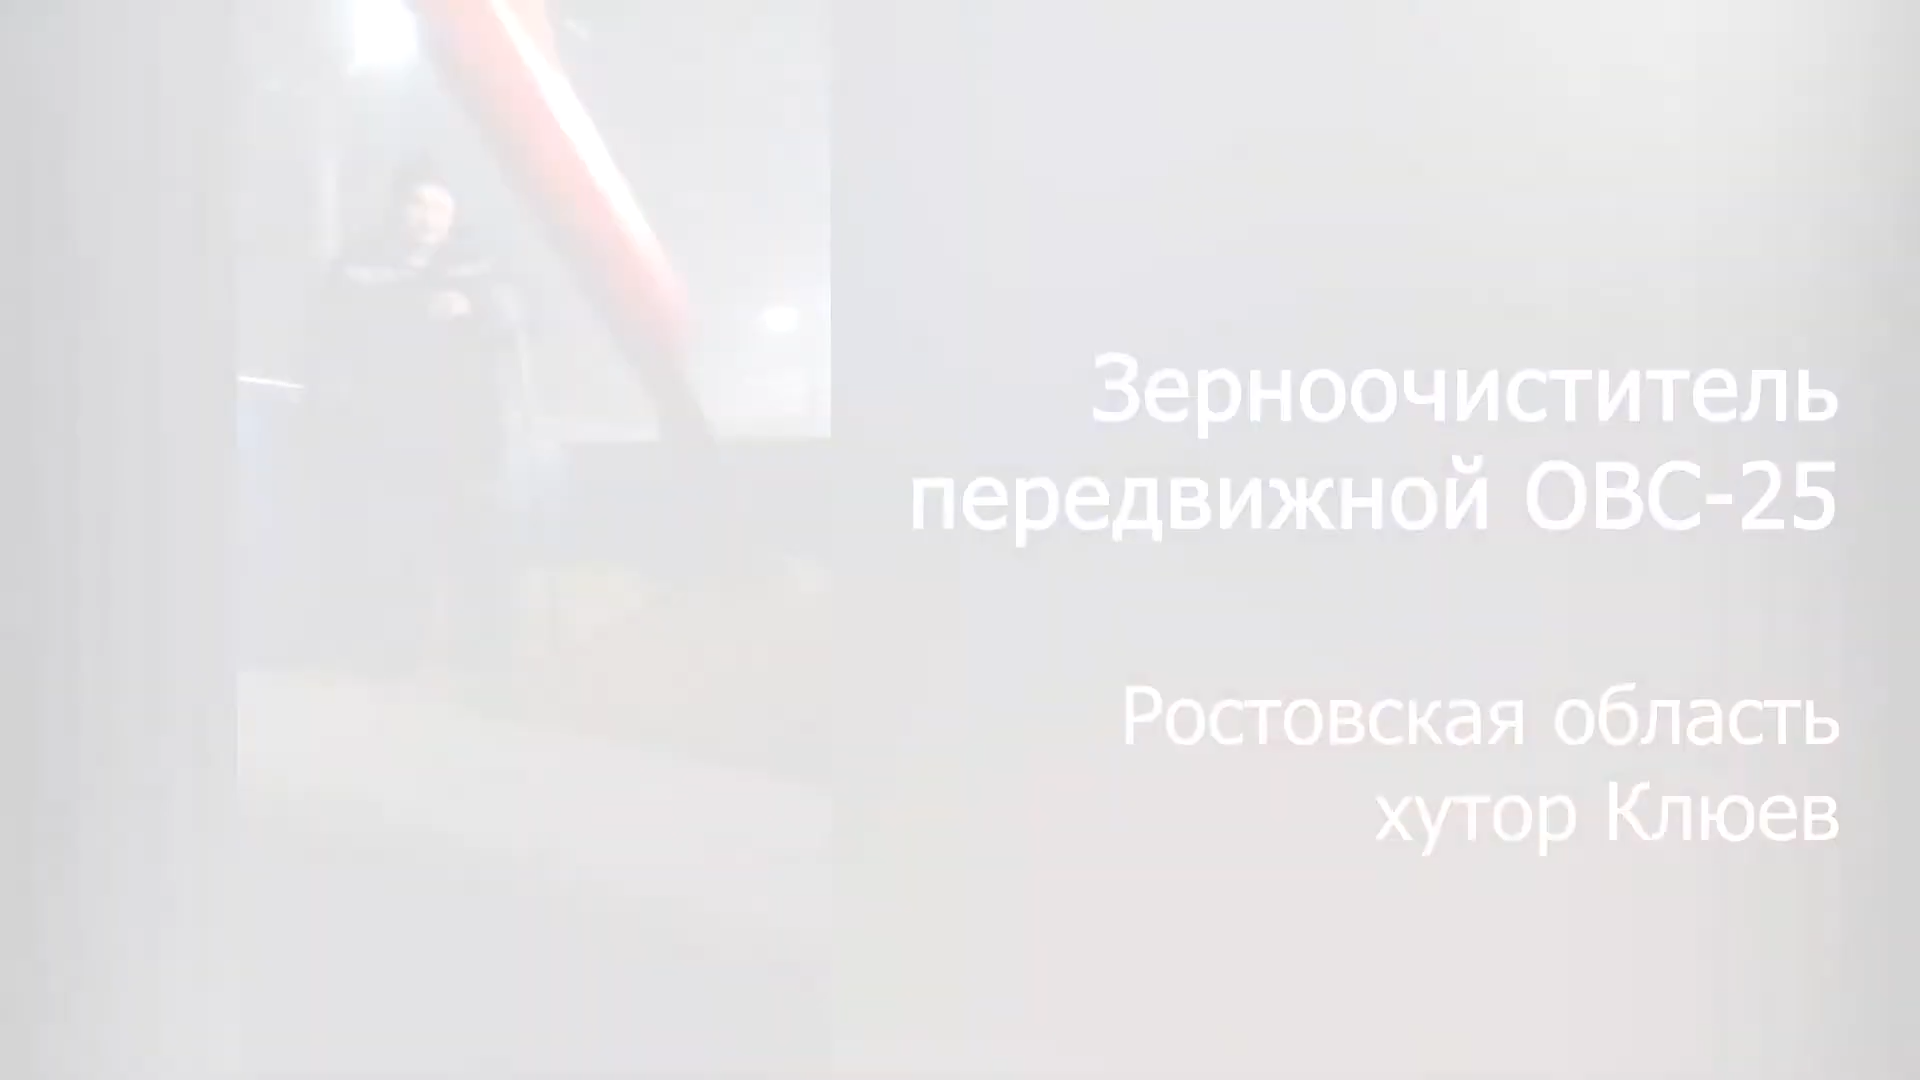 Зерноочиститель
передвижной ОВС-25
Ростовская область
хутор Клюев